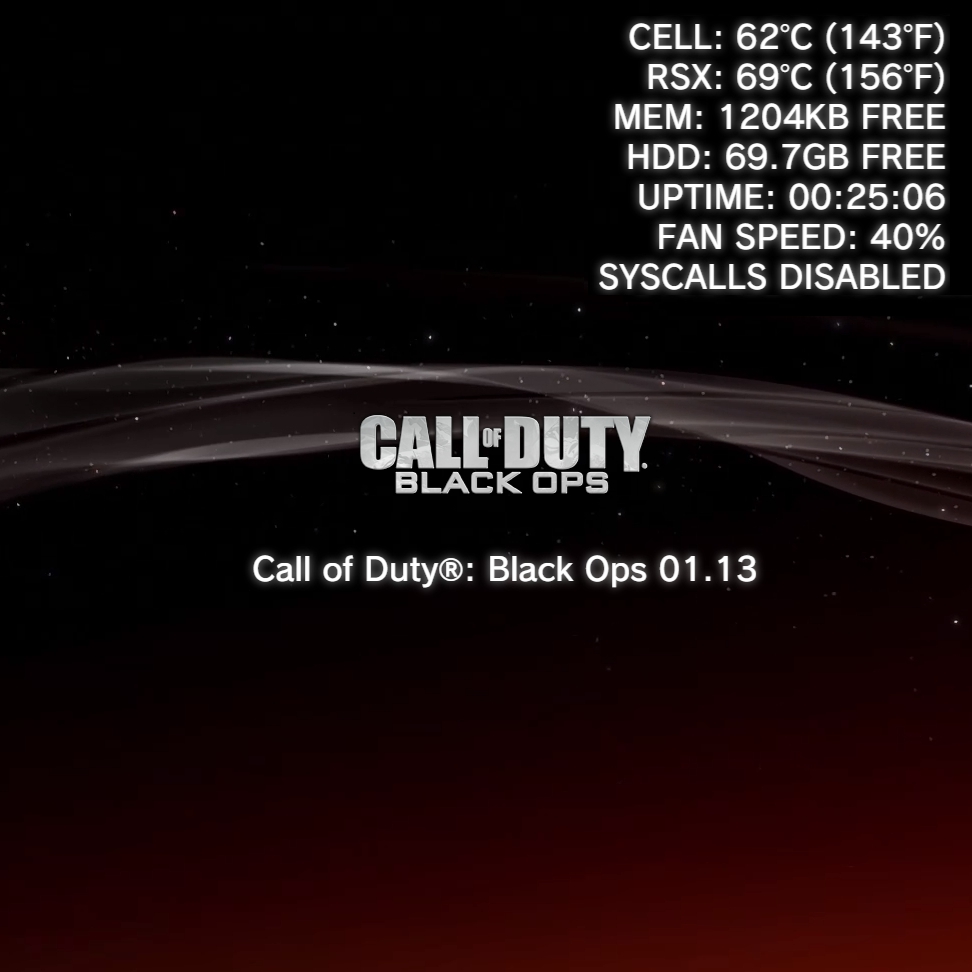 CELL: 62°C (143°F)
RSX: 69°C (156°F)
MEM: 1204KB FREE
HDD: 69.7GB FREE
UPTIME: 00:25:06
FAN SPEED: 40%
SYSCALLS DISABLED
CALL OF DUTY
BLACK OPS
Call of Duty®: Black Ops 01.13